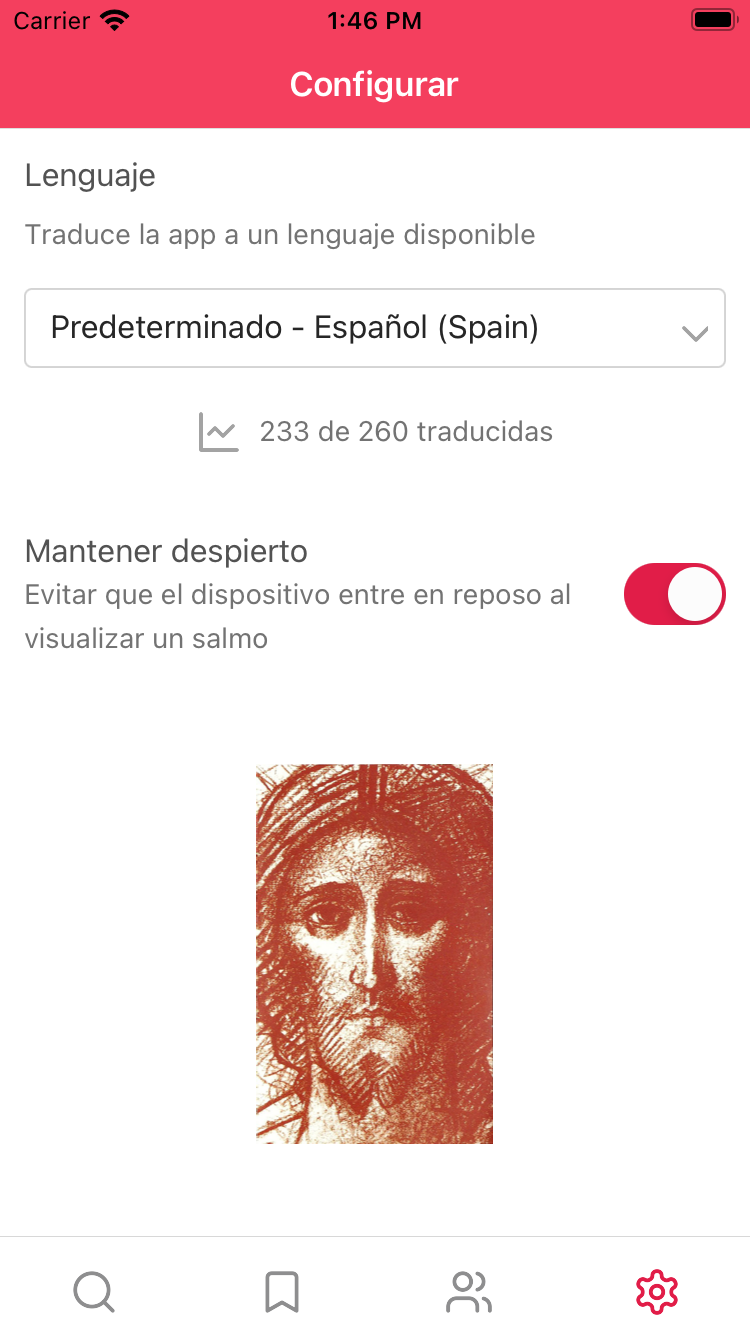 Carrier 1:46 PM
Configurar
Lenguaje
Traduce la app a un lenguaje disponible
Predeterminado - Español (Spain)
233 de 260 traducidas
Mantener despierto
Evitar que el dispositivo entre en reposo al
visualizar un salmo